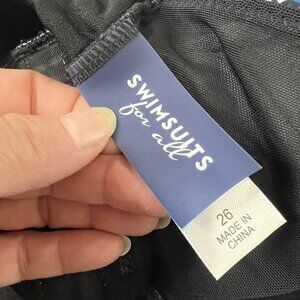 SWIMSUITS
for all
26
MADE IN
CHINA